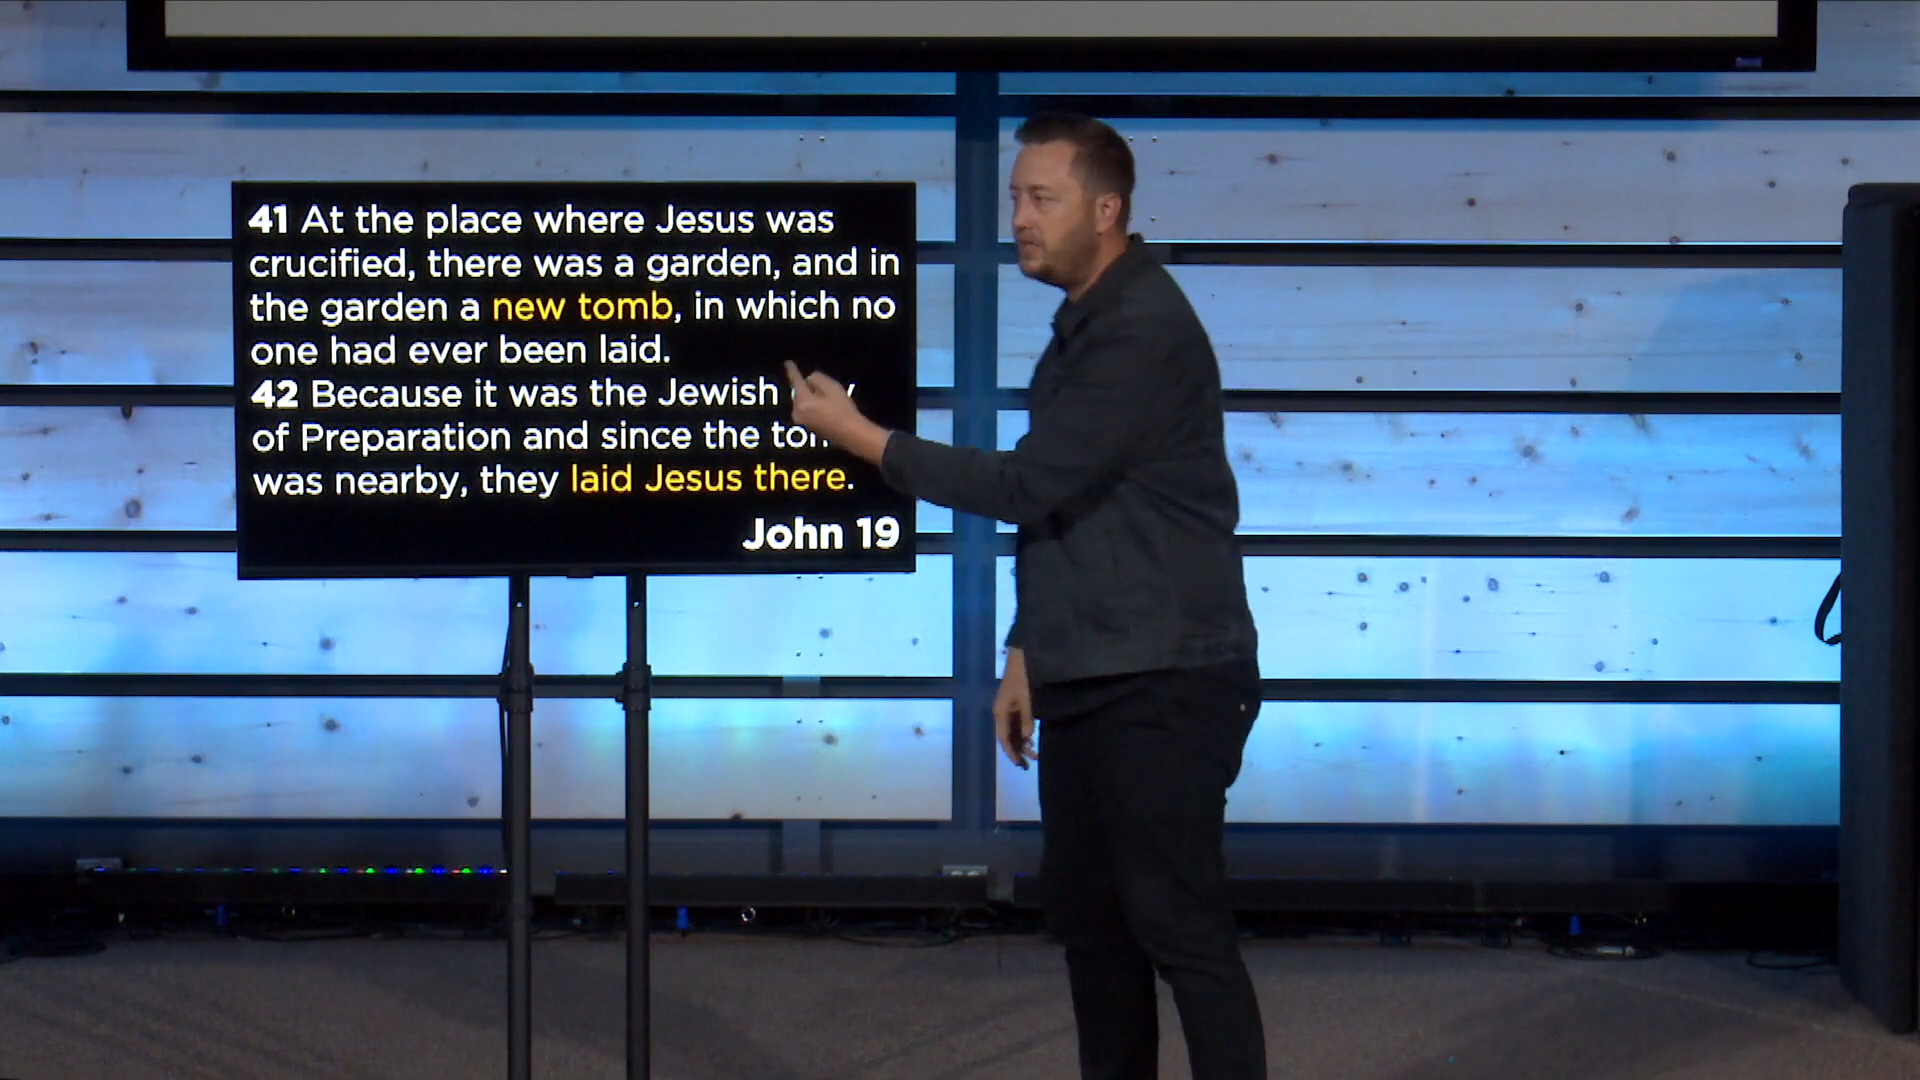 41 At the place where Jesus was
crucified, there was a garden, and in
the garden a new tomb, in which no
one had ever been laid.
42 Because it was the Jewish
of Preparation and since the
was nearby, they laid Jesus there.
John 19